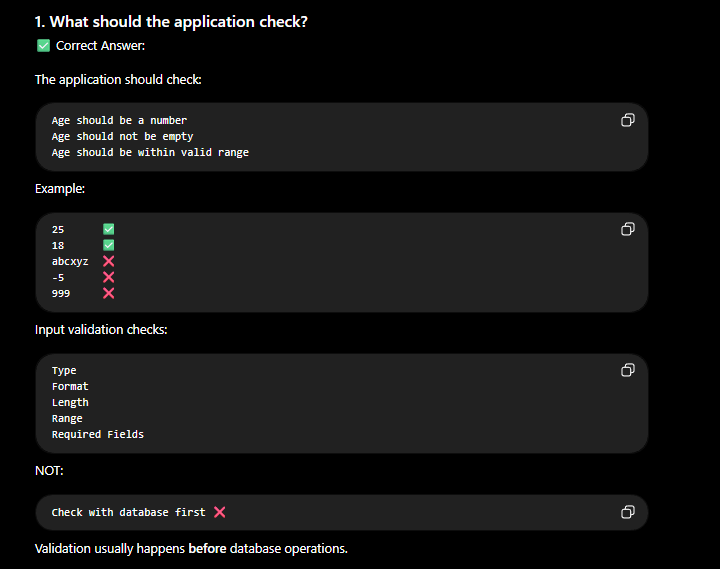 1. What should the application check?
✅ Correct Answer:
The application should check:
Age should be a number
Age should not be empty
Age should be within valid range
Example:
25 ✅
18 ✅
abcxyz ❌
-5 ❌
999 ❌
Input validation checks:
Type
Format
Length
Range
Required Fields
NOT:
Check with database first ❌
Validation usually happens before database operations.